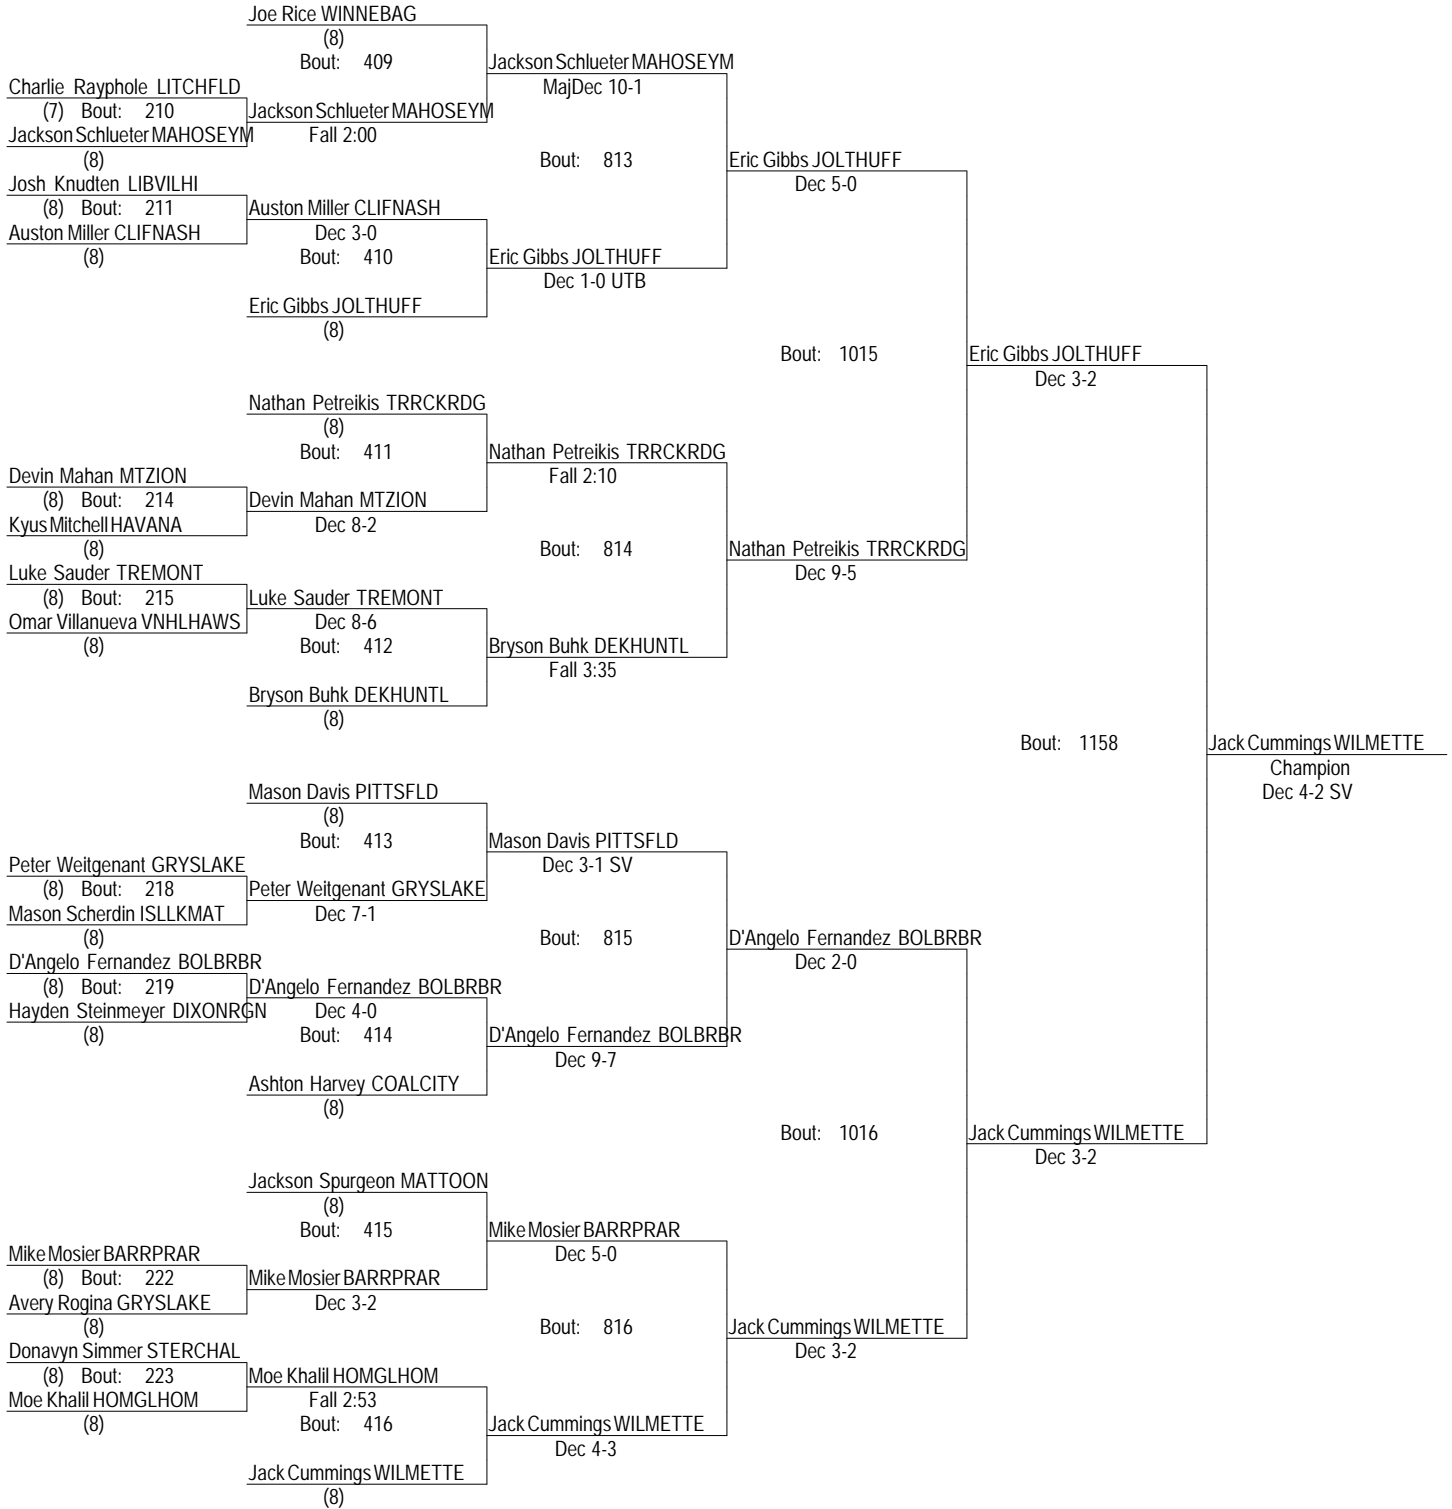 Joe Rice WINNEBAG
(8)
Bout: 409
Jackson Schlueter MAHOSEYM
MajDec 10-1
Charlie Rayphole LITCHFLD
(7) Bout: 210
Jackson Schlueter MAHOSEYM
Fall 2:00
Jackson Schlueter MAHOSEYM
(8)
Bout: 813
Eric Gibbs JOLTHUFF
Dec 5-0
Josh Knudten LIBVILHI
(8) Bout: 211
Auston Miller CLIFNASH
Dec 3-0
Auston Miller CLIFNASH
(8)
Bout: 410
Eric Gibbs JOLTHUFF
Dec 1-0 UTB
Eric Gibbs JOLTHUFF
(8)
Bout: 1015
Eric Gibbs JOLTHUFF
Dec 3-2
Nathan Petreikis TRRCKRDG
(8)
Bout: 411
Nathan Petreikis TRRCKRDG
Fall 2:10
Devin Mahan MTZION
(8) Bout: 214
Devin Mahan MTZION
Dec 8-2
Kyus Mitchell HAVANA
(8)
Bout: 814
Nathan Petreikis TRRCKRDG
Dec 9-5
Luke Sauder TREMONT
(8) Bout: 215
Luke Sauder TREMONT
Dec 8-6
Omar Villanueva VNHLHAWS
(8)
Bout: 412
Bryson Buhk DEKHUNTL
Fall 3:35
Bryson Buhk DEKHUNTL
(8)
Bout: 1158
Jack Cummings WILMETTE
Champion
Dec 4-2 SV
Mason Davis PITTSFLD
(8)
Bout: 413
Mason Davis PITTSFLD
Dec 3-1 SV
Peter Weitgenant GRYSLAKE
(8) Bout: 218
Peter Weitgenant GRYSLAKE
Dec 7-1
Mason Scherdin ISLLKMAT
(8)
Bout: 815
D'Angelo Fernandez BOLBRBR
Dec 2-0
D'Angelo Fernandez BOLBRBR
(8) Bout: 219
D'Angelo Fernandez BOLBRBR
Dec 4-0
Hayden Steinmeyer DIXONRGN
(8)
Bout: 414
D'Angelo Fernandez BOLBRBR
Dec 9-7
Ashton Harvey COALCITY
(8)
Bout: 1016
Jack Cummings WILMETTE
Dec 3-2
Jackson Spurgeon MATTOON
(8)
Bout: 415
Mike Mosier BARRPRAR
Dec 5-0
Mike Mosier BARRPRAR
(8) Bout: 222
Mike Mosier BARRPRAR
Dec 3-2
Avery Rogina GRYSLAKE
(8)
Bout: 816
Jack Cummings WILMETTE
Dec 3-2
Donavyn Simmer STERCHAL
(8) Bout: 223
Moe Khalil HOMGLHOM
Fall 2:53
Moe Khalil HOMGLHOM
(8)
Bout: 416
Jack Cummings WILMETTE
Dec 4-3
Jack Cummings WILMETTE
(8)